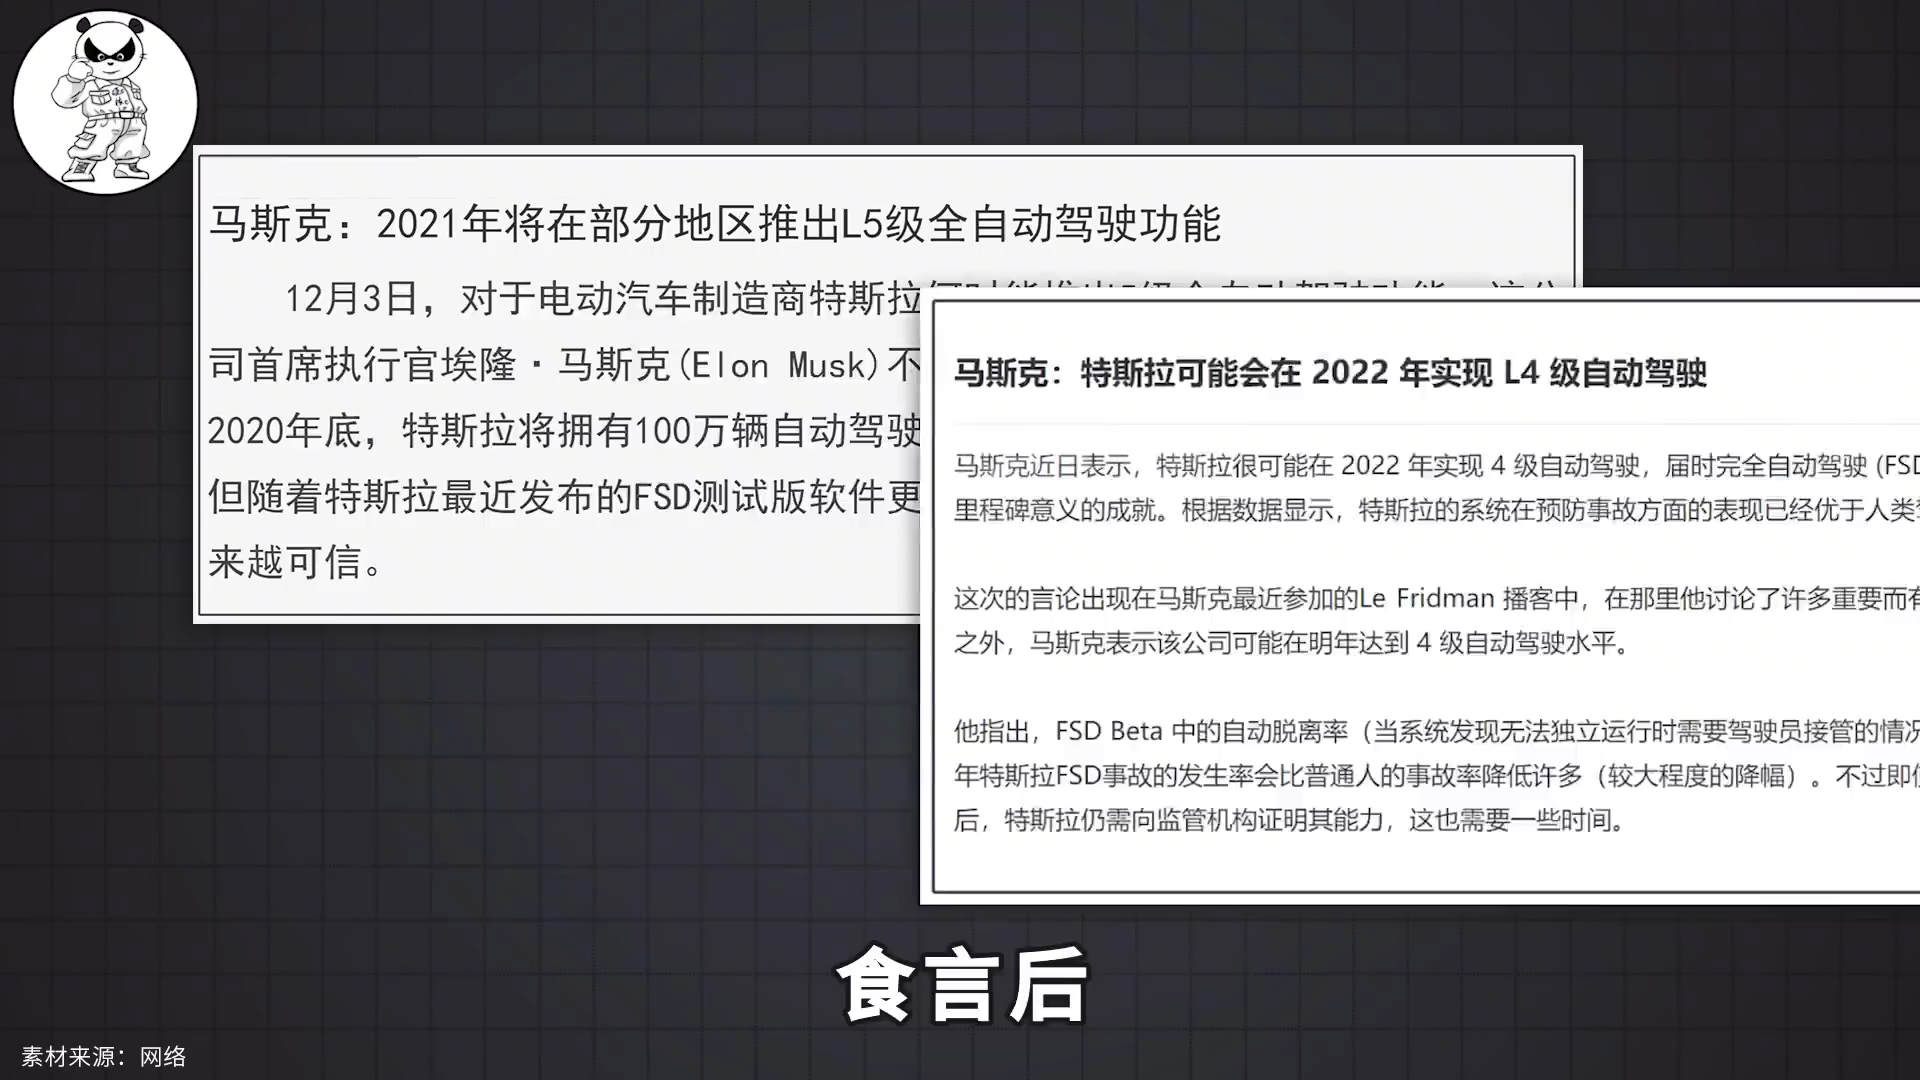 马斯克：2021年将在部分地区推出L5级全自动驾驶功能
12月3日，对于电动汽车制造商特斯拉
司首席执行官埃隆·马斯克(Elon Musk)不
2020年底，特斯拉将拥有100万辆自动驾驶
但随着特斯拉最近发布的FSD测试版软件更
来越可信。
马斯克：特斯拉可能会在 2022 年实现 L4 级自动驾驶
马斯克近日表示，特斯拉很可能在 2022 年实现 4 级自动驾驶，届时完全自动驾驶 (FSD
里程碑意义的成就。根据数据显示，特斯拉的系统在预防事故方面的表现已经优于人类
这次的言论出现在马斯克最近参加的Le Fridman 播客中，在那里他讨论了许多重要而有
之外，马斯克表示该公司可能在明年达到 4 级自动驾驶水平。
他指出，FSD Beta 中的自动脱离率（当系统发现无法独立运行时需要驾驶员接管的情况
年特斯拉FSD事故的发生率会比普通人的事故率降低许多（较大程度的降幅）。不过即
后，特斯拉仍需向监管机构证明其能力，这也需要一些时间。
食言后
素材来源：网络